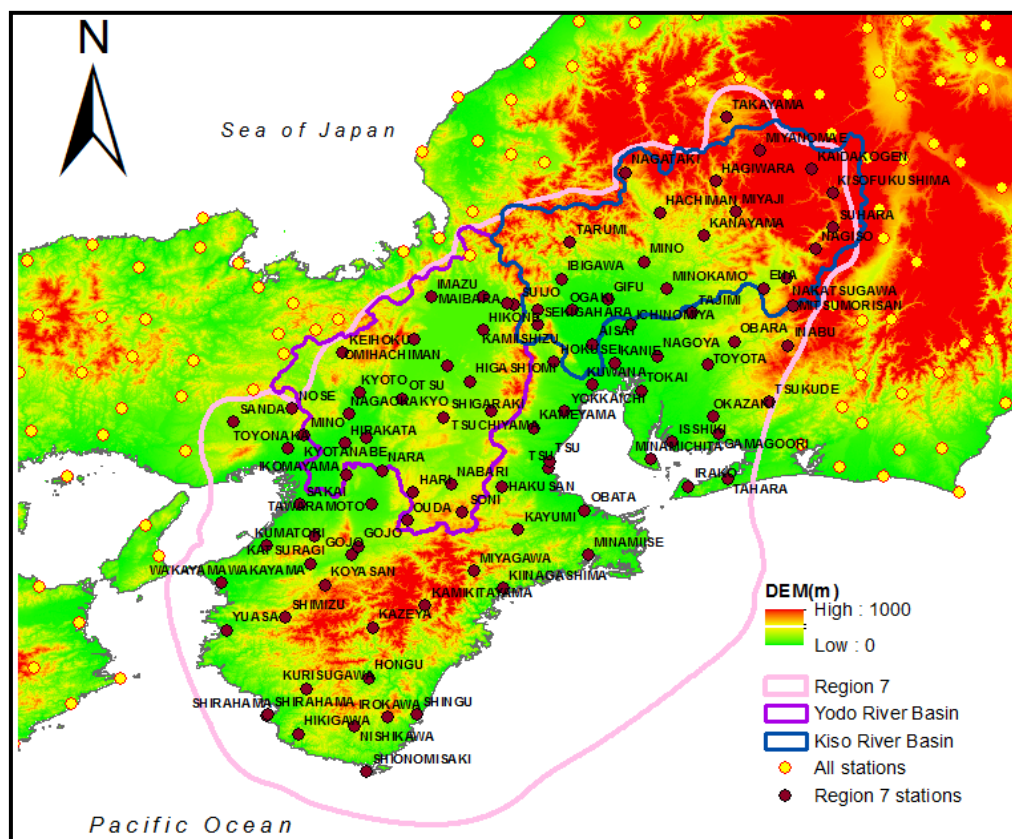 N
Sea of Japan
TAKAYAMA
MIYANOMAE
NAGATAKI
KAIDAKOGEN
HAGIWARA
KISOFUKUSHIMA
HACHIMAN
MIYAJI
SUHARA
KANAYAMA
NAGISO
TARUMI
MINO
IBIGAWA
MINOKAMO
ENA
NAKATSUGAWA
IMAZU
MAIBARA
SUIJO
OGAKI
GIFU
TAJIMI
MITSUMORISAN
HIKONE
SEKIGAHARA
ICHINOMIYA
KEIHOKU
KAMIISHIZU
AISAI
NAGOYA
OBARA
INABU
OMIHACHIMAN
HIGASHIOMI
HOKUSEI
KANIE
TOYOTA
KYOTO
OTSU
KUWANA
TOKAI
TSUKUDE
NOSE
SANDA
NAGAOKAKYO
SHIGARAKI
YOKKAICHI
OKAZAKI
MINO
HIRAKATA
TSUCHIYAMA
KAMEYAMA
TOYONAKA
ISSHIKI
GAMAGOORI
KYOTANABE
TSU
TSU
MINAMICHITA
IKOMAYAMA
NARA
HARI
NABARI
HAKUSAN
IRAKO
TAHARA
SAKAI
TAWARAMOTO
OUDA
SONI
OBATA
KUMATORI
GOJO
GOJO
KAYUMI
KATSURAGI
MINAMIISE
WAKAYAMA
WAKAYAMA
KOYASAN
MIYAGAWA
KIINAGASHIMA
SHIMIZU
KAMIKITAYAMA
YUASA
KAZEYA
HONGU
KURISUGAWA
SHIRAHAMA
SHIRAHAMA
IROKAWA
SHINGU
HIKIGAWA
NISHIKAWA
SHIONOMISAKI
Pacific Ocean
DEM(m)
High : 1000
Low : 0
Region 7
Yodo River Basin
Kiso River Basin
All stations
Region 7 stations